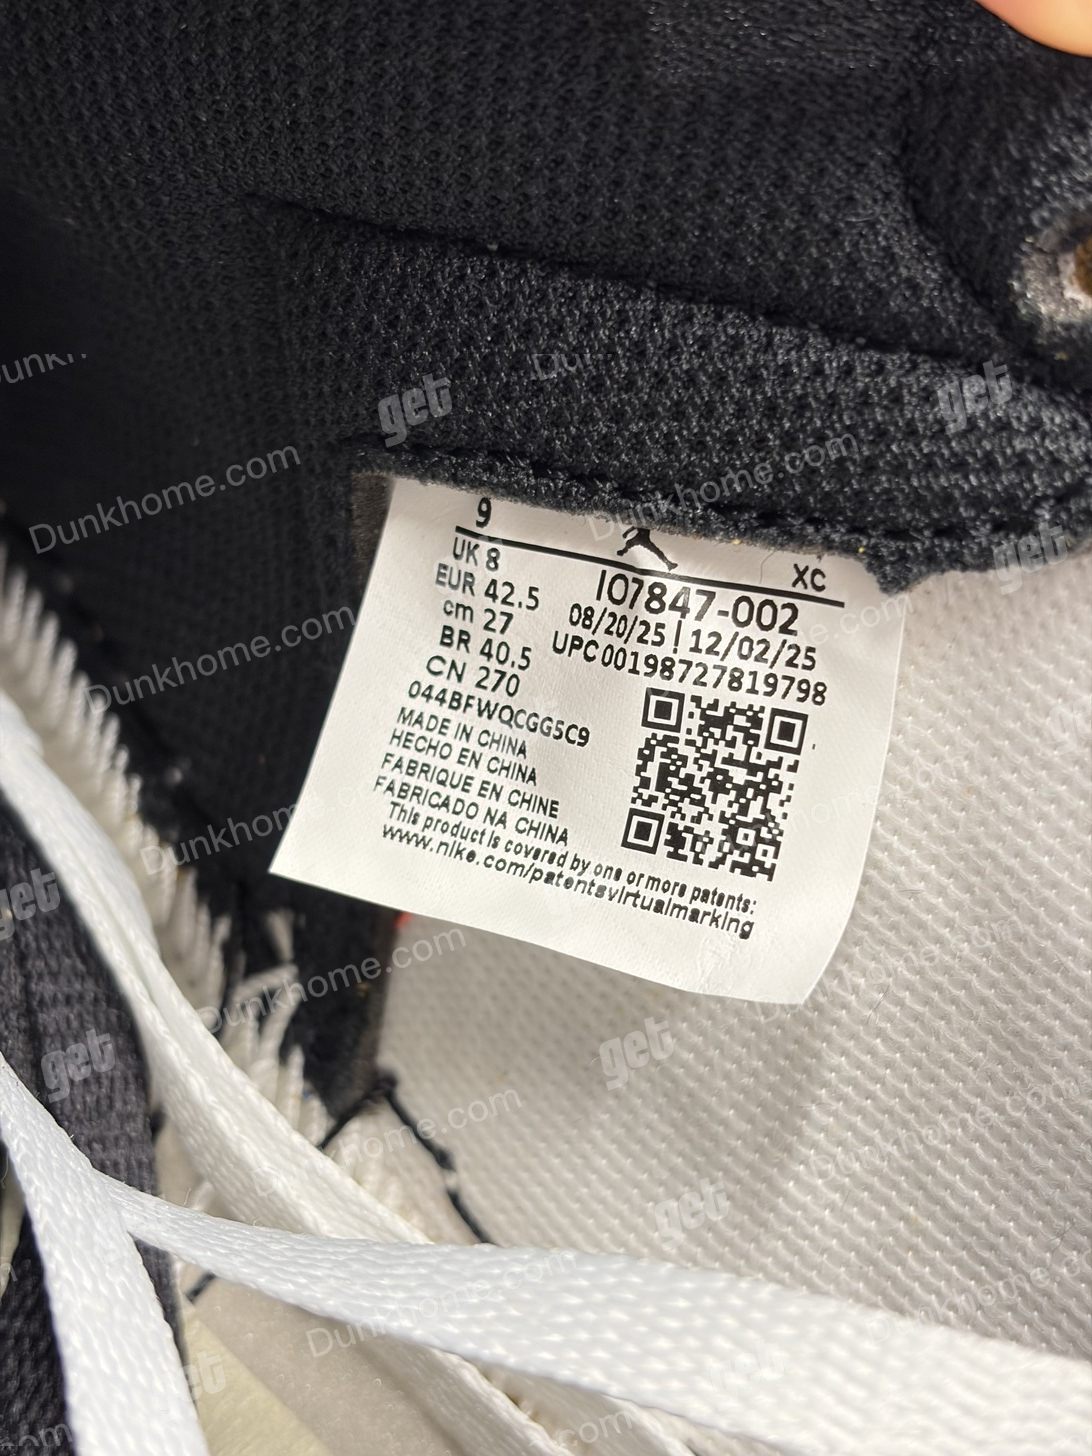 9
XC
UK 8
EUR 42.5
cm 27
BR 40.5
CN 270
IO7847-002
08/20/25 | 12/02/25
UPC00198727819798
044BFWQCGG5C9
MADE IN CHINA
HECHO EN CHINA
FABRIQUE EN CHINE
FABRICADO NA CHINA
This product is covered by one or more patents:
www.nike.com/patentsvirtualmarking
get
Dunkhome.com